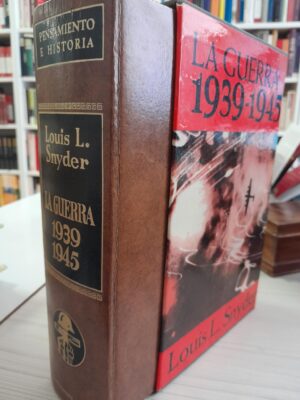 PENSAMIENTO
E HISTORIA
Louis L.
Snyder
LA GUERRA
1939
1945
LA GUERRA
1939-1945
Louis L. Snyder